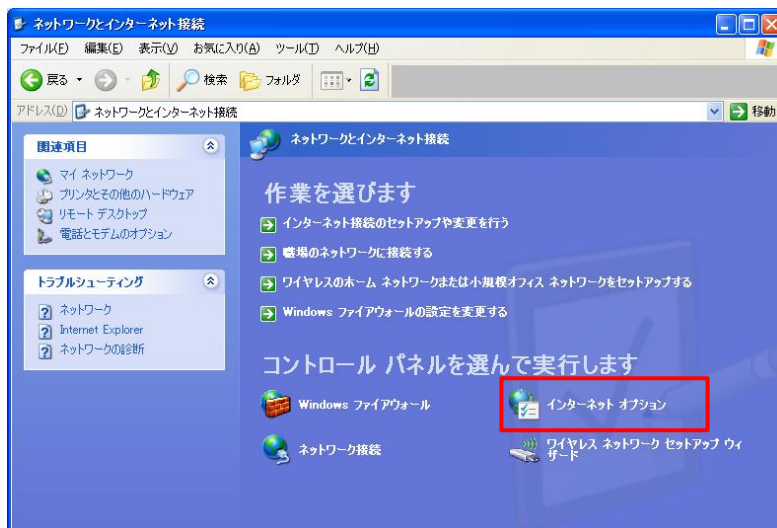 ネットワークとインターネット接続
ファイル(F) 編集(E) 表示(V) お気に入り(A) ツール(T) ヘルプ(H)
戻る 検索 フォルダ
アドレス(D) ネットワークとインターネット接続 移動
関連項目
マイ ネットワーク
プリンタとその他のハードウェア
リモート デスクトップ
電話とモデムのオプション
トラブルシューティング
ネットワーク
Internet Explorer
ネットワークの診断
ネットワークとインターネット接続
作業を選びます
インターネット接続のセットアップや変更を行う
職場のネットワークに接続する
ワイヤレスのホーム ネットワークまたは小規模オフィス ネットワークをセットアップする
Windows ファイアウォールの設定を変更する
コントロール パネルを選んで実行します
Windows ファイアウォール
インターネット オプション
ネットワーク接続
ワイヤレス ネットワーク セットアップ ウィ
ザード